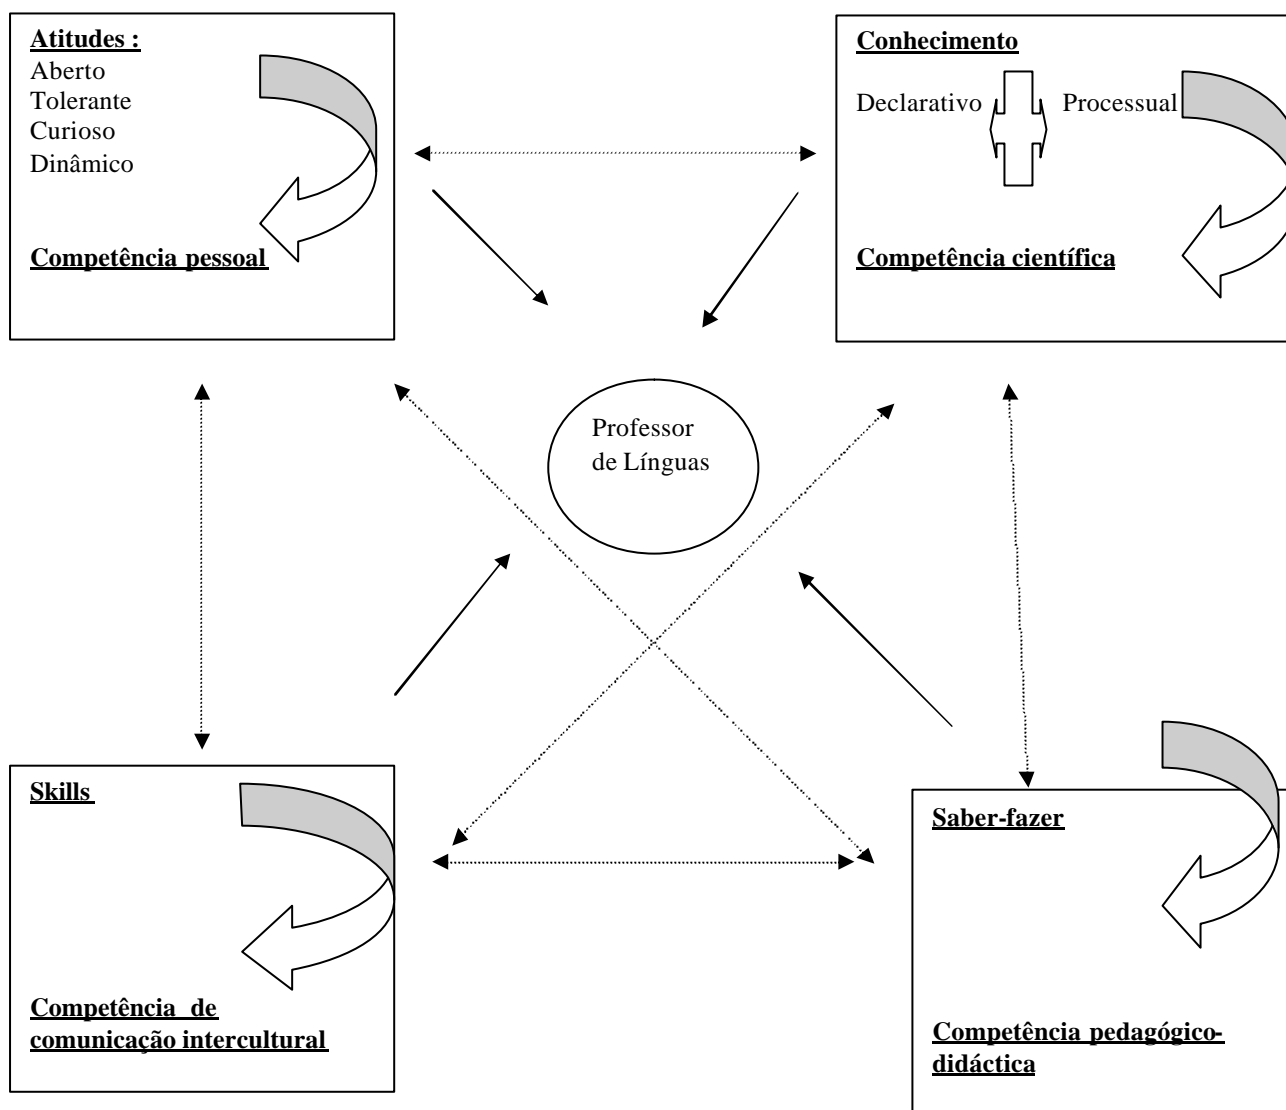 Atitudes :
Aberto
Tolerante
Curioso
Dinâmico
Competência pessoal
Conhecimento
Declarativo Processual
Competência científica
Professor
de Línguas
Skills
Competência de
comunicação intercultural
Saber-fazer
Competência pedagógico-
didáctica